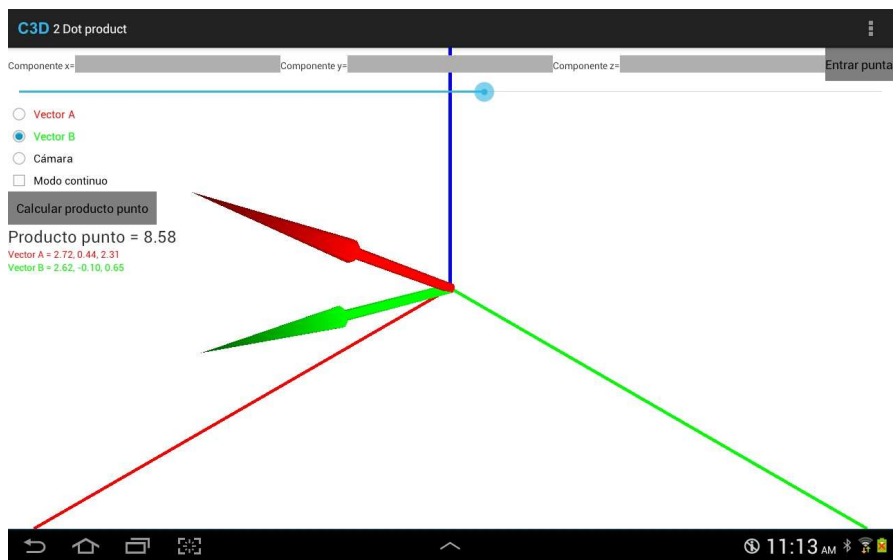 C3D 2 Dot product
Componente x= Componente y= Componente z= Entrar punta
Vector A
Vector B
Cámara
Modo continuo
Calcular producto punto
Producto punto = 8.58
Vector A = 2.72, 0.44, 2.31
Vector B = 2.62, -0.10, 0.65
11:13 AM